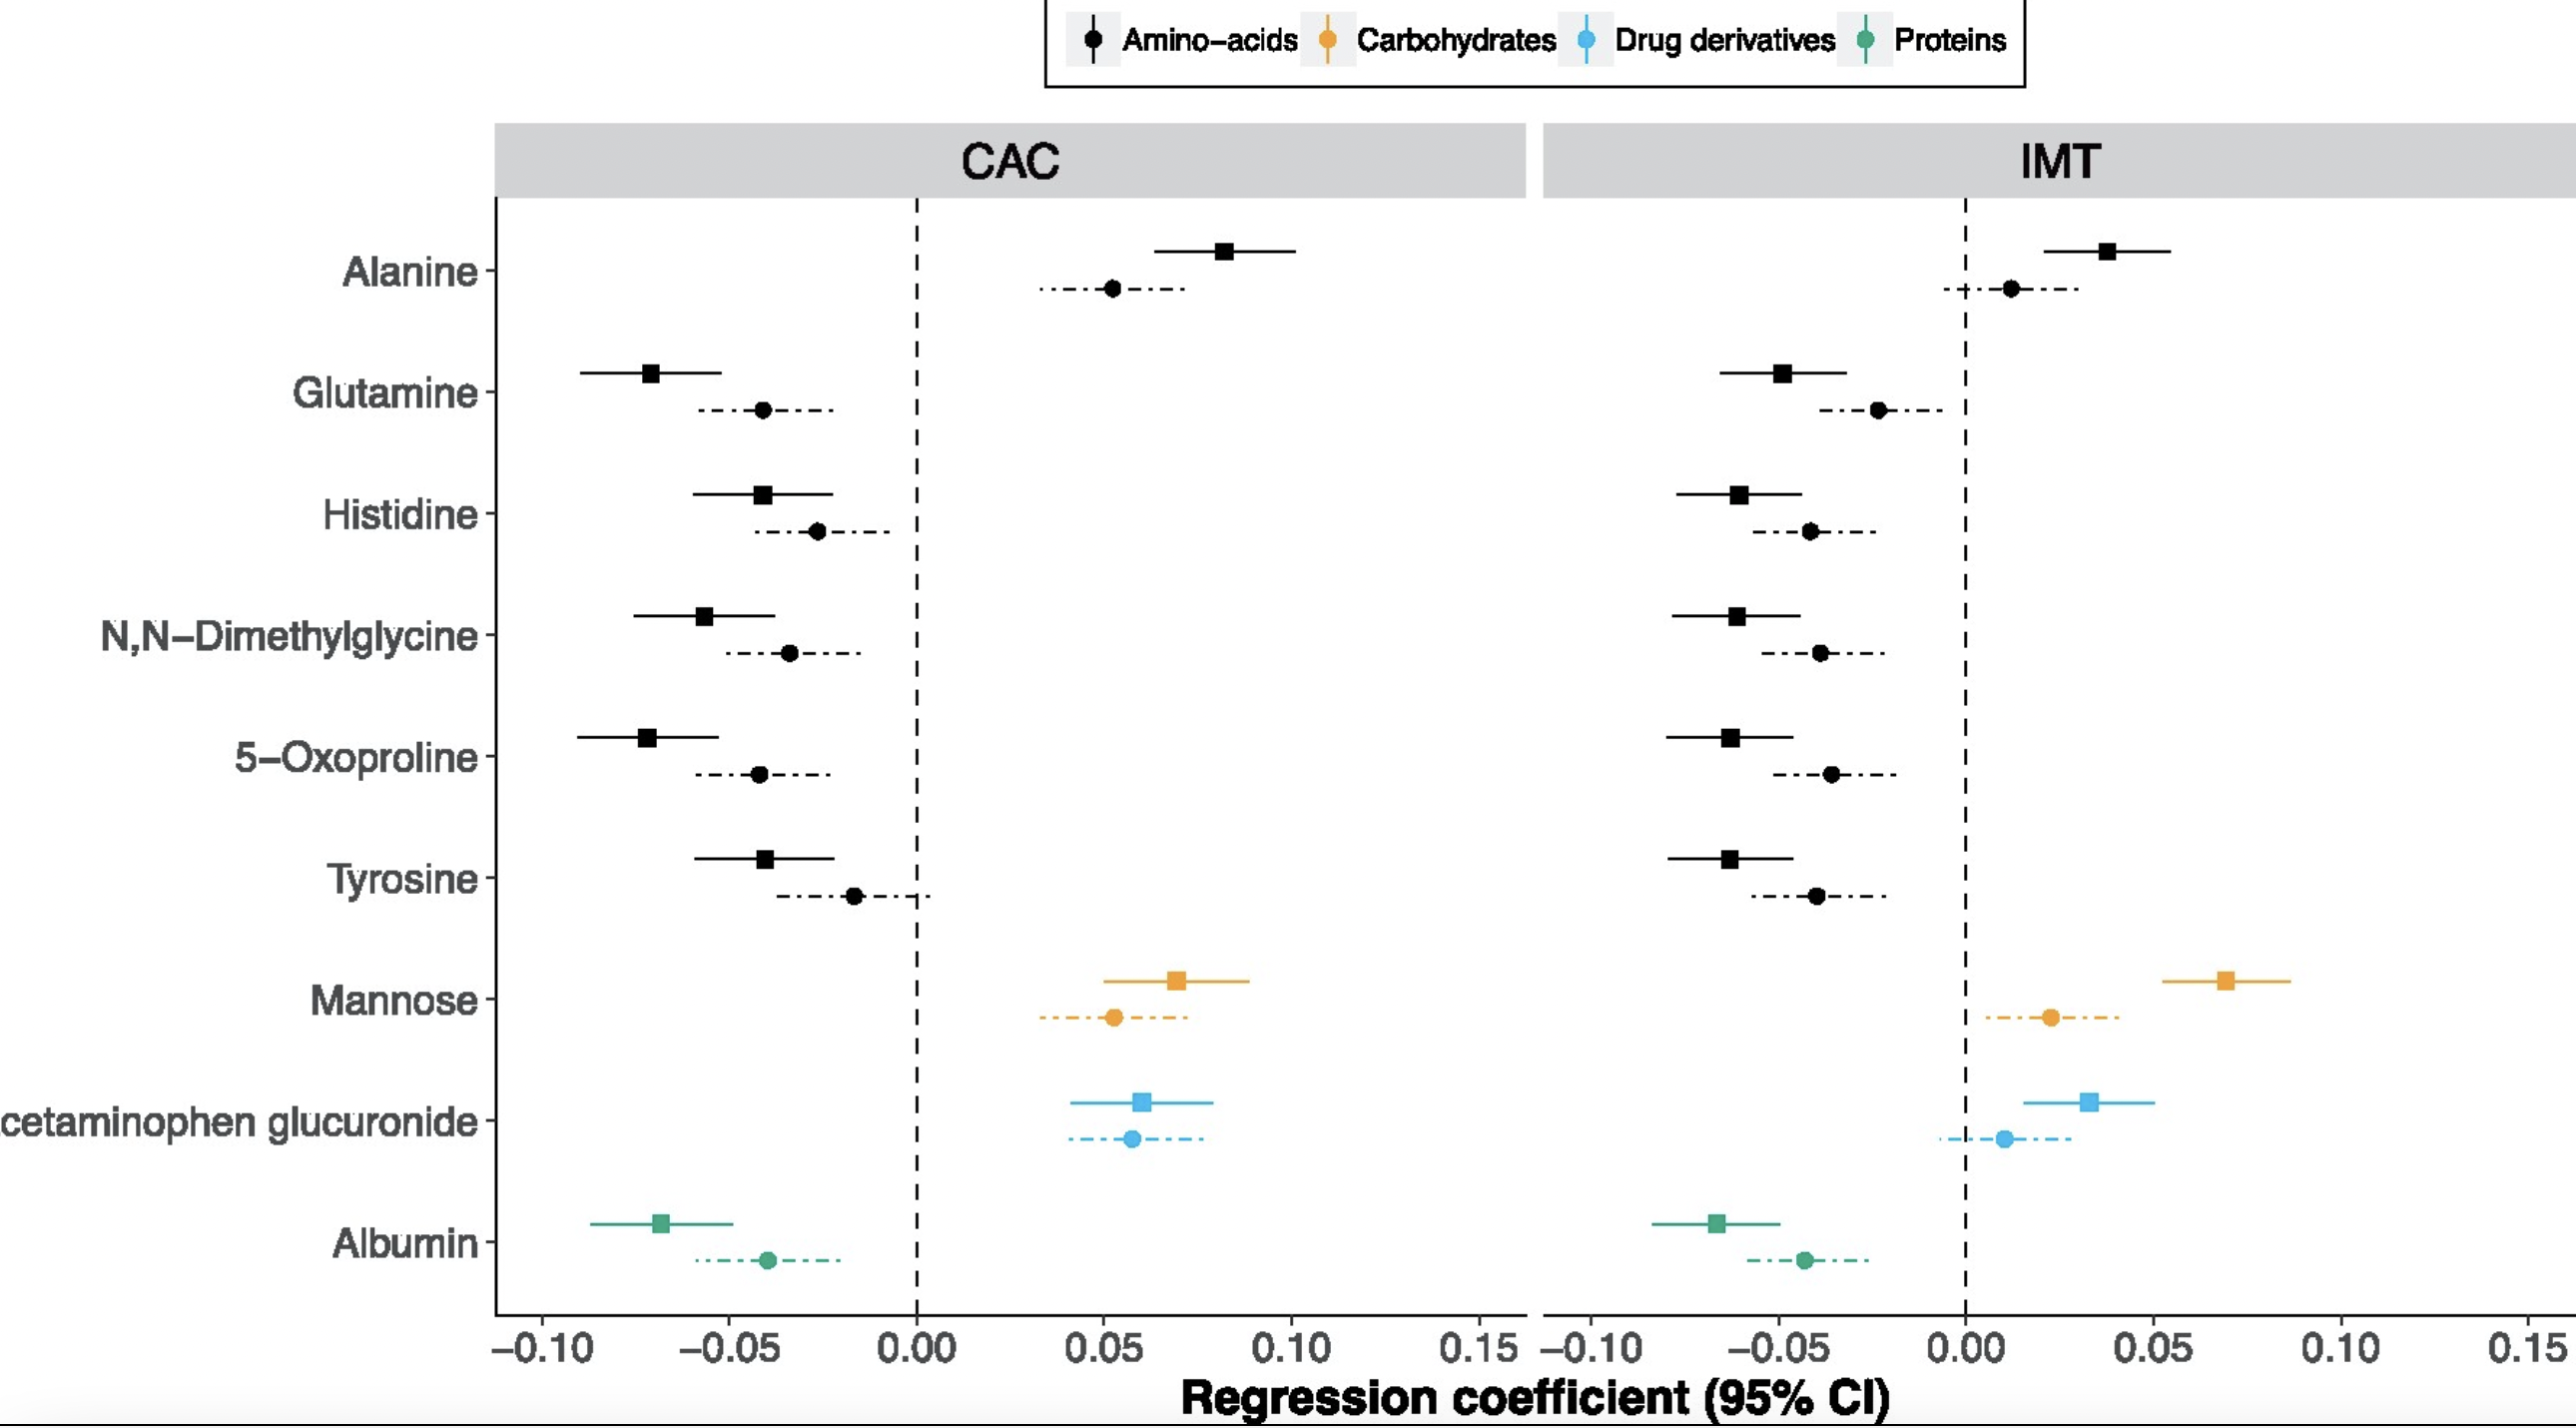 Amino−acids Carbohydrates Drug derivatives Proteins
CAC IMT
Alanine
Glutamine
Histidine
N,N−Dimethylglycine
5−Oxoproline
Tyrosine
Mannose
cetaminophen glucuronide
Albumin
−0.10 −0.05 0.00 0.05 0.10 0.15 −0.10 −0.05 0.00 0.05 0.10 0.15
Regression coefficient (95% CI)